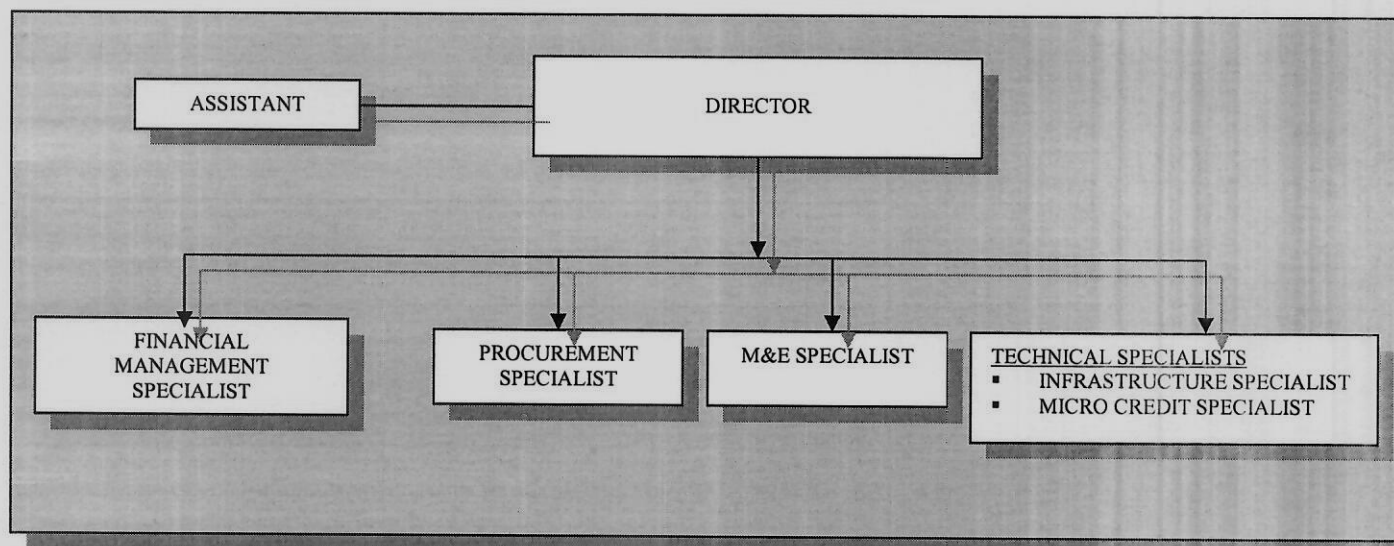 ASSISTANT
DIRECTOR
FINANCIAL
MANAGEMENT
SPECIALIST
PROCUREMENT
SPECIALIST
M&E SPECIALIST
TECHNICAL SPECIALISTS
▪ INFRASTRUCTURE SPECIALIST
▪ MICRO CREDIT SPECIALIST